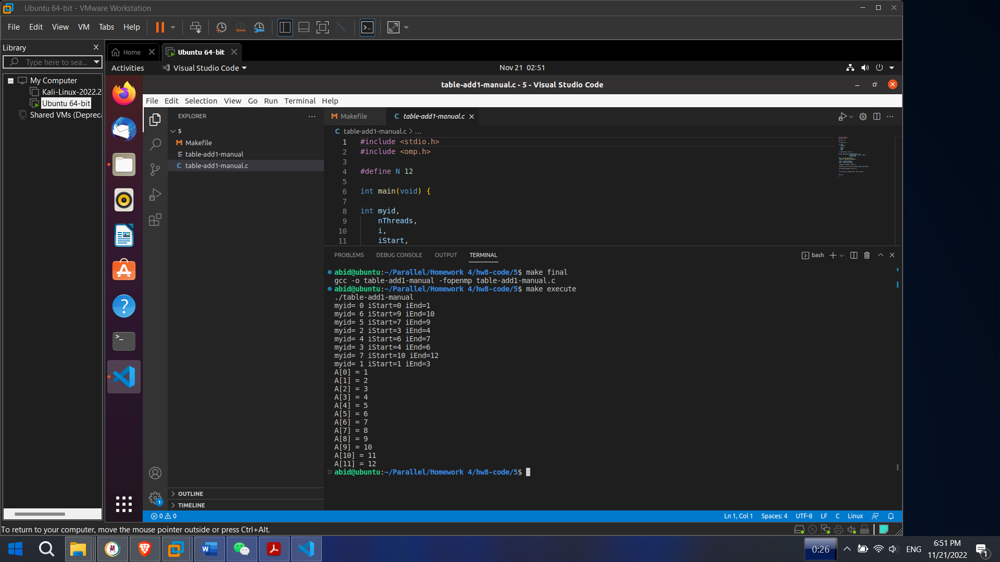 Ubuntu 64-bit - VMware Workstation
File Edit View VM Tabs Help
Library
Type here to sea...
My Computer
Kali-Linux-2022.2
Ubuntu 64-bit
Shared VMs (Depreca
Home
Ubuntu 64-bit
Activities
Visual Studio Code
Nov 21 02:51
table-add1-manual.c - 5 - Visual Studio Code
File Edit Selection View Go Run Terminal Help
EXPLORER
5
Makefile
table-add1-manual
table-add1-manual.c
OUTLINE
TIMELINE
Makefile
table-add1-manual.c
table-add1-manual.c > ...
1 #include <stdio.h>
2 #include <omp.h>
3
4 #define N 12
5
6 int main(void) {
7
8 int myid,
9 nThreads,
10 i,
11 iStart,
PROBLEMS DEBUG CONSOLE OUTPUT TERMINAL
bash
abid@ubuntu:~/Parallel/Homework 4/hw8-code/5$ make final
gcc -o table-add1-manual -fopenmp table-add1-manual.c
abid@ubuntu:~/Parallel/Homework 4/hw8-code/5$ make execute
./table-add1-manual
myid= 0 iStart=0 iEnd=1
myid= 6 iStart=9 iEnd=10
myid= 5 iStart=7 iEnd=9
myid= 2 iStart=3 iEnd=4
myid= 4 iStart=6 iEnd=7
myid= 3 iStart=4 iEnd=6
myid= 7 iStart=10 iEnd=12
myid= 1 iStart=1 iEnd=3
A[0] = 1
A[1] = 2
A[2] = 3
A[3] = 4
A[4] = 5
A[5] = 6
A[6] = 7
A[7] = 8
A[8] = 9
A[9] = 10
A[10] = 11
A[11] = 12
abid@ubuntu:~/Parallel/Homework 4/hw8-code/5$
1
0 0
Ln 1, Col 1 Spaces: 4 UTF-8 LF C Linux
To return to your computer, move the mouse pointer outside or press Ctrl+Alt.
0:26
ENG
6:51 PM
11/21/2022
1